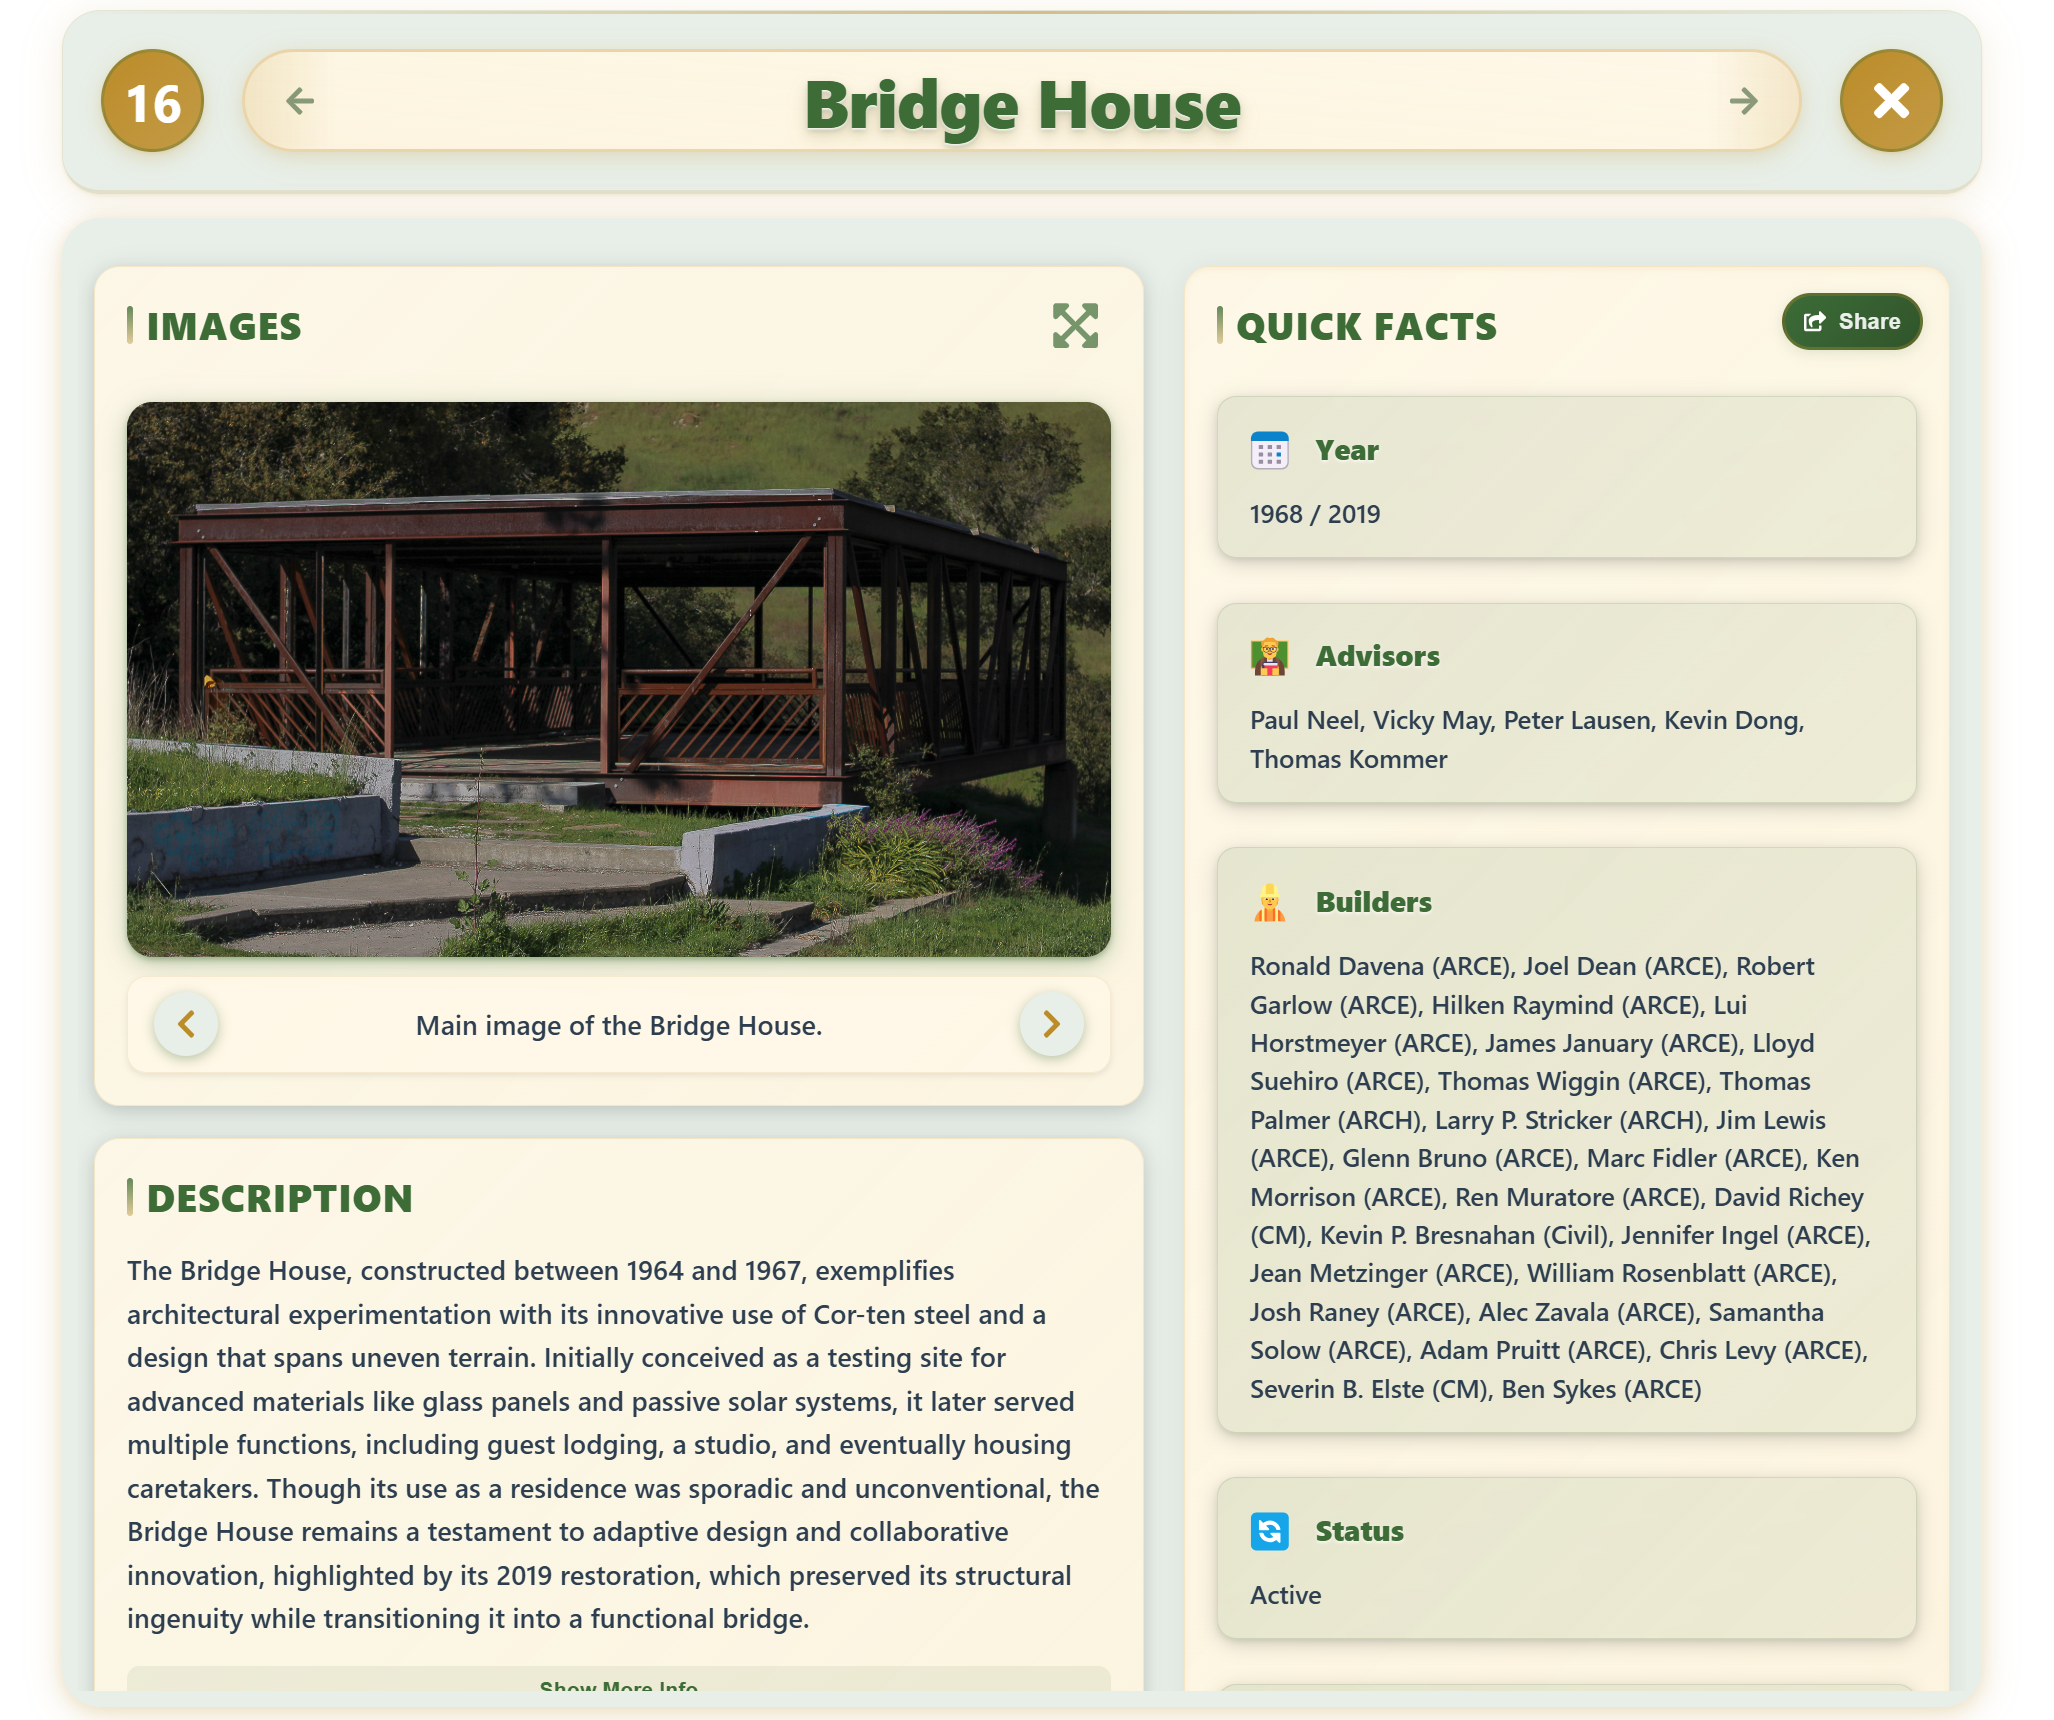 16
Bridge House
IMAGES
Main image of the Bridge House.
DESCRIPTION
The Bridge House, constructed between 1964 and 1967, exemplifies
architectural experimentation with its innovative use of Cor-ten steel and a
design that spans uneven terrain. Initially conceived as a testing site for
advanced materials like glass panels and passive solar systems, it later served
multiple functions, including guest lodging, a studio, and eventually housing
caretakers. Though its use as a residence was sporadic and unconventional, the
Bridge House remains a testament to adaptive design and collaborative
innovation, highlighted by its 2019 restoration, which preserved its structural
ingenuity while transitioning it into a functional bridge.
Show More Info
QUICK FACTS
Share
Year
1968 / 2019
Advisors
Paul Neel, Vicky May, Peter Lausen, Kevin Dong,
Thomas Kommer
Builders
Ronald Davena (ARCE), Joel Dean (ARCE), Robert
Garlow (ARCE), Hilken Raymind (ARCE), Lui
Horstmeyer (ARCE), James January (ARCE), Lloyd
Suehiro (ARCE), Thomas Wiggin (ARCE), Thomas
Palmer (ARCH), Larry P. Stricker (ARCH), Jim Lewis
(ARCE), Glenn Bruno (ARCE), Marc Fidler (ARCE), Ken
Morrison (ARCE), Ren Muratore (ARCE), David Richey
(CM), Kevin P. Bresnahan (Civil), Jennifer Ingel (ARCE),
Jean Metzinger (ARCE), William Rosenblatt (ARCE),
Josh Raney (ARCE), Alec Zavala (ARCE), Samantha
Solow (ARCE), Adam Pruitt (ARCE), Chris Levy (ARCE),
Severin B. Elste (CM), Ben Sykes (ARCE)
Status
Active